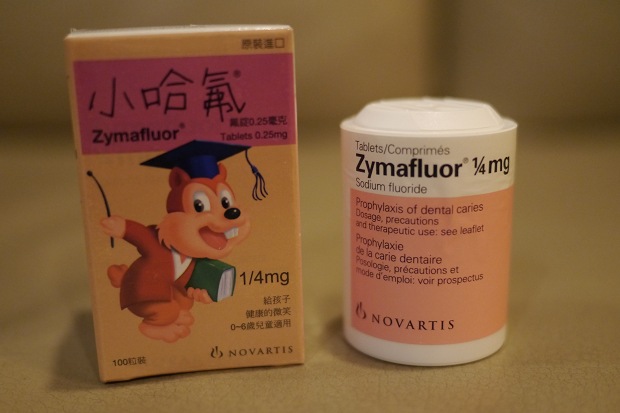 原裝進口
小哈氟®
氟錠0.25毫克
Zymafluor®
Tablets 0.25mg
1/4mg
給孩子
健康的微笑
0~6歲兒童適用
100粒裝
NOVARTIS
Tablets/Comprimés
Zymafluor® ¼ mg
Sodium fluoride
Prophylaxis of dental caries
Dosage, precautions
and therapeutic use: see leaflet
Prophylaxie
de la carie dentaire
Posologie, précautions et
mode d'emploi: voir prospectus
NOVARTIS